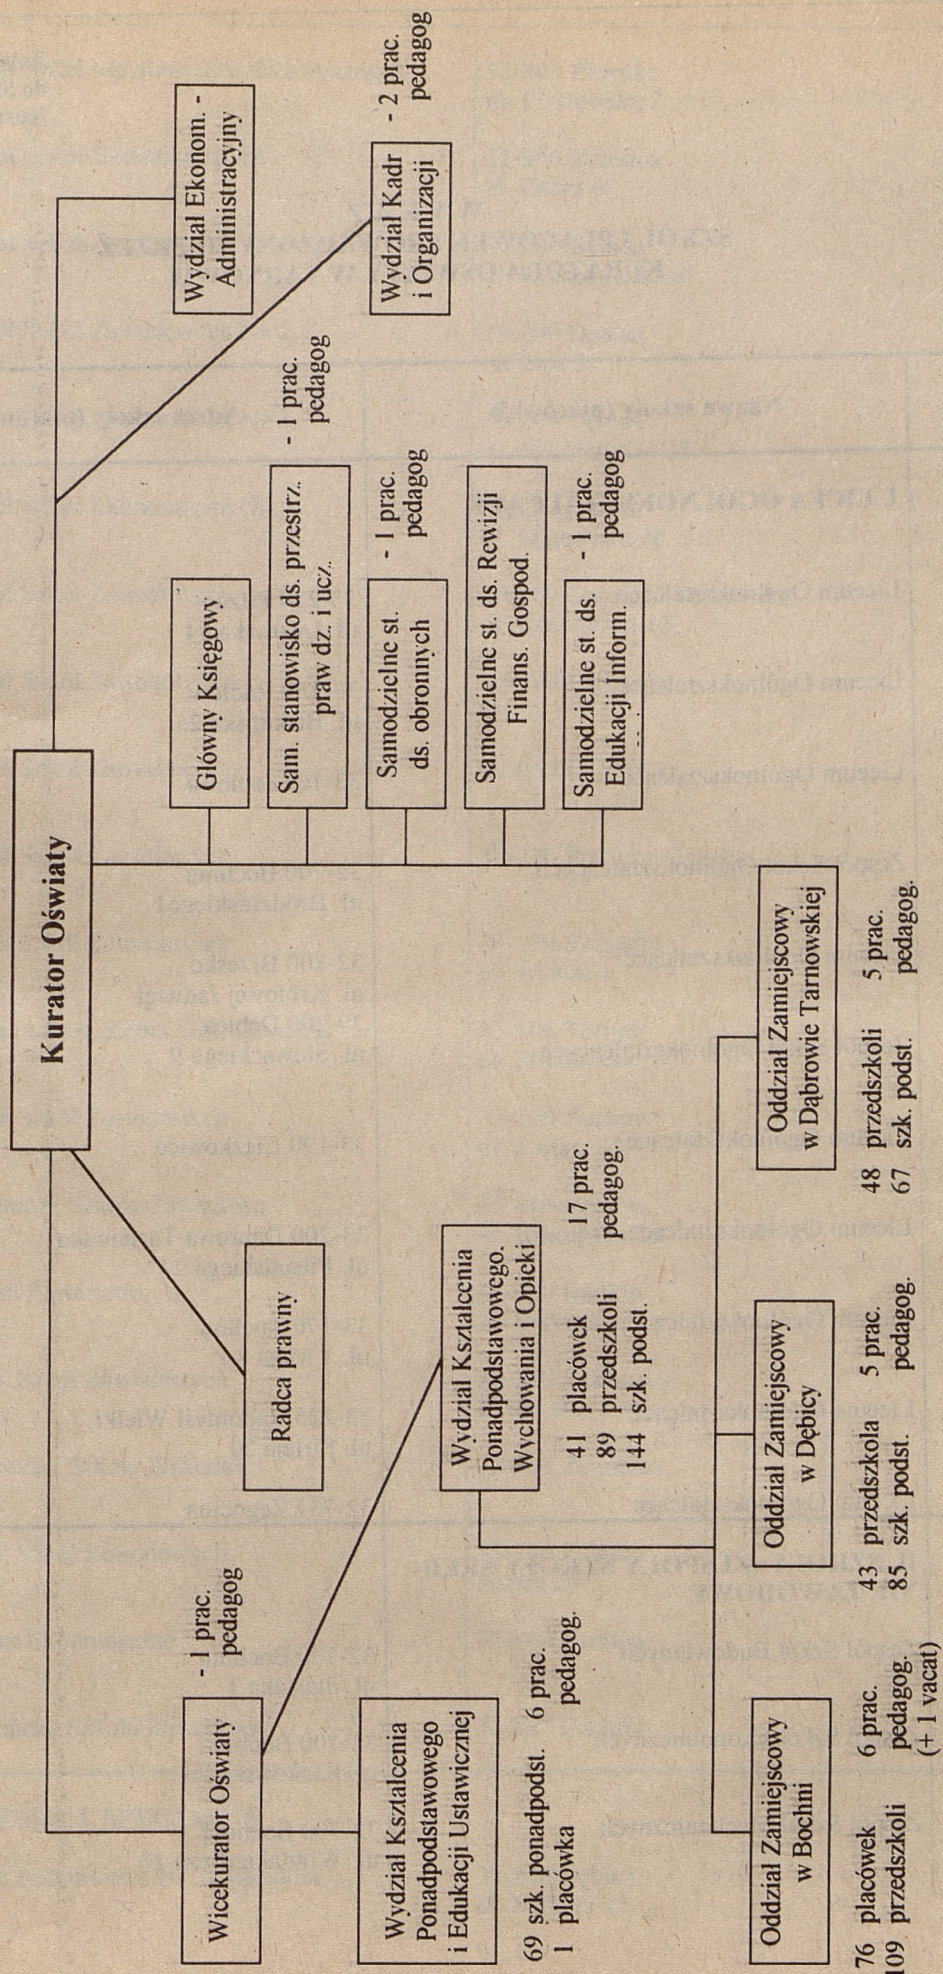 Kurator Oświaty
Wicekurator Oświaty
- 1 prac.
pedagog
Radca prawny
Główny Księgowy
Sam. stanowisko ds. przestrz.
praw dz. i ucz.
- 1 prac.
pedagog
Samodzielne st.
ds. obronnych
- 1 prac.
pedagog
Samodzielne st. ds. Rewizji
Finans. Gospod.
Samodzielne st. ds.
Edukacji Inform.
- 1 prac.
pedagog
Wydział Ekonom. -
Administracyjny
Wydział Kadr
i Organizacji
- 2 prac.
pedagog
Wydział Kształcenia
Ponadpodstawowego
i Edukacji Ustawicznej
69 szk. ponadpodst. 6 prac.
1 placówka pedagog.
Wydział Kształcenia
Ponadpodstawowego.
Wychowania i Opieki
41 placówek 17 prac.
89 przedszkoli pedagog.
144 szk. podst.
Oddział Zamiejscowy
w Bochni
76 placówek 6 prac.
109 przedszkoli pedagog.
(+ 1 vacat)
Oddział Zamiejscowy
w Dębicy
43 przedszkola 5 prac.
85 szk. podst. pedagog.
Oddział Zamiejscowy
w Dąbrowie Tarnowskiej
48 przedszkoli 5 prac.
67 szk. podst. pedagog.